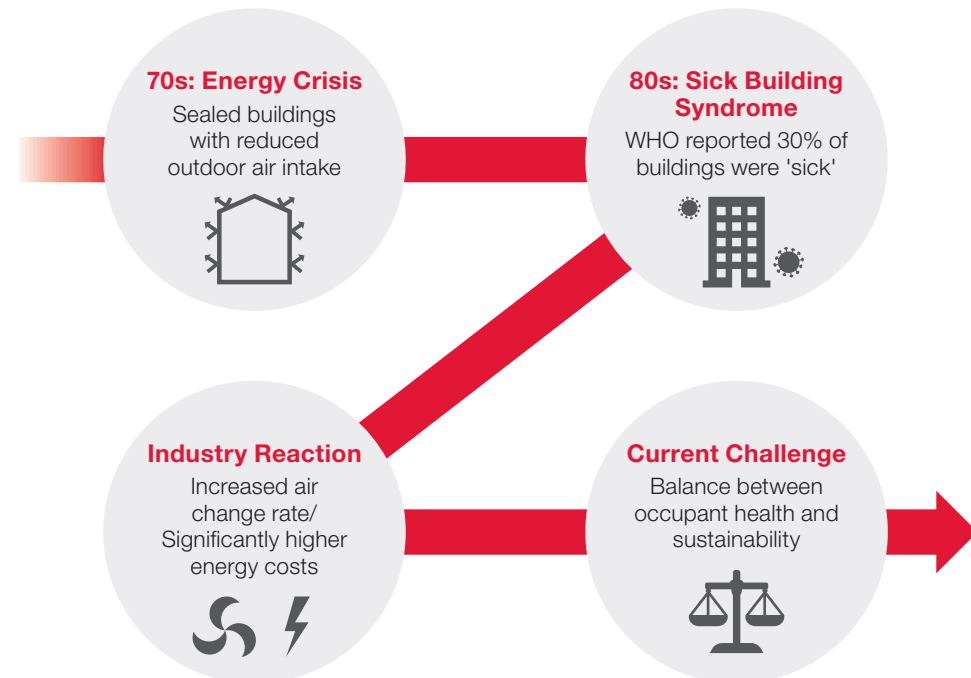 70s: Energy Crisis
Sealed buildings
with reduced
outdoor air intake
80s: Sick Building
Syndrome
WHO reported 30% of
buildings were 'sick'
Industry Reaction
Increased air
change rate/
Significantly higher
energy costs
Current Challenge
Balance between
occupant health and
sustainability